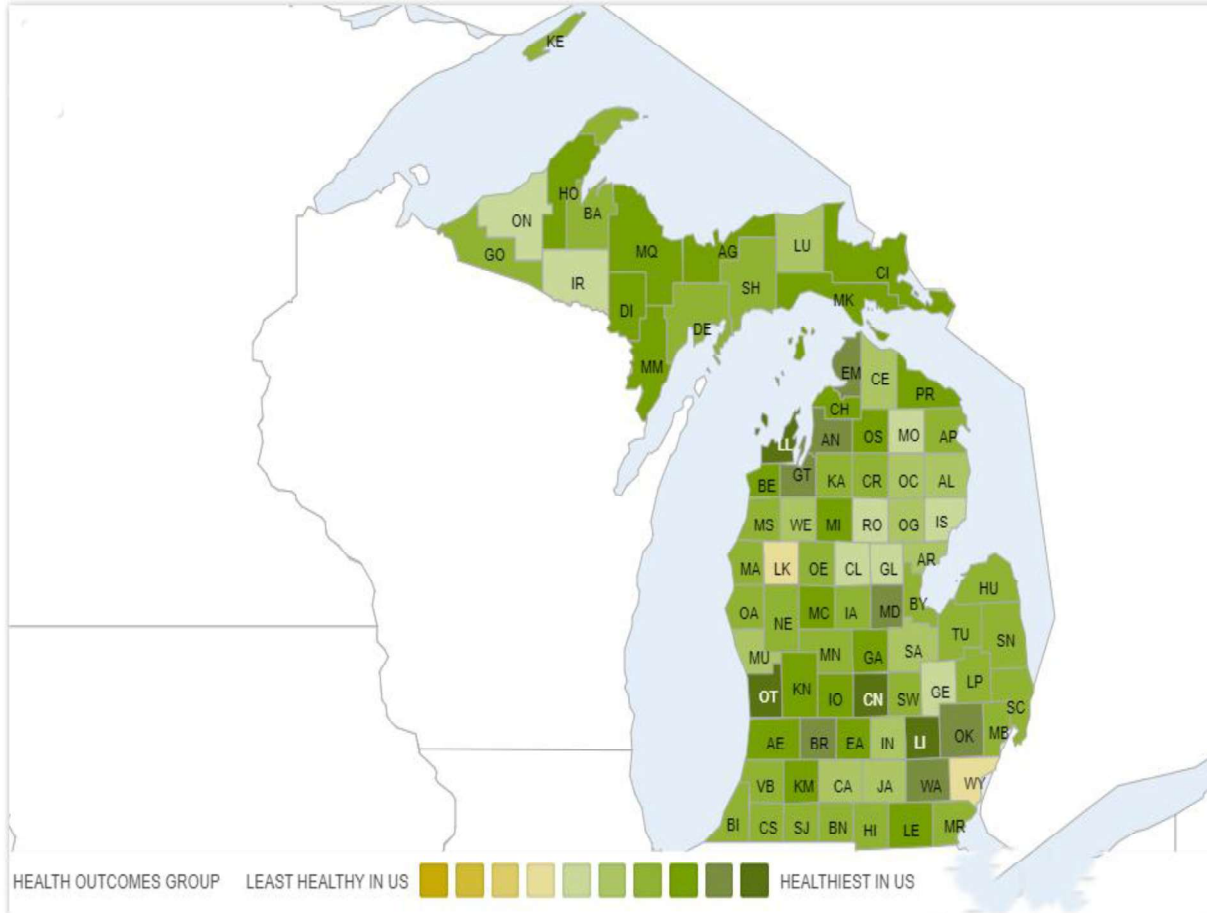 KE
HO
BA
ON
GO
IR
MQ
AG
LU
CI
SH
DI
DE
MK
MM
EM
CE
PR
CH
LL
AN
OS
MO
AP
GT
BE
KA
CR
OC
AL
MS
WE
MI
RO
OG
IS
MA
LK
OE
CL
GL
AR
OA
NE
MC
IA
MD
BY
HU
TU
SN
MU
MN
GA
SA
OT
KN
IO
CN
SW
GE
LP
SC
AE
BR
EA
IN
LI
OK
MB
VB
KM
CA
JA
WA
WY
BI
CS
SJ
BN
HI
LE
MR
HEALTH OUTCOMES GROUP LEAST HEALTHY IN US HEALTHIEST IN US